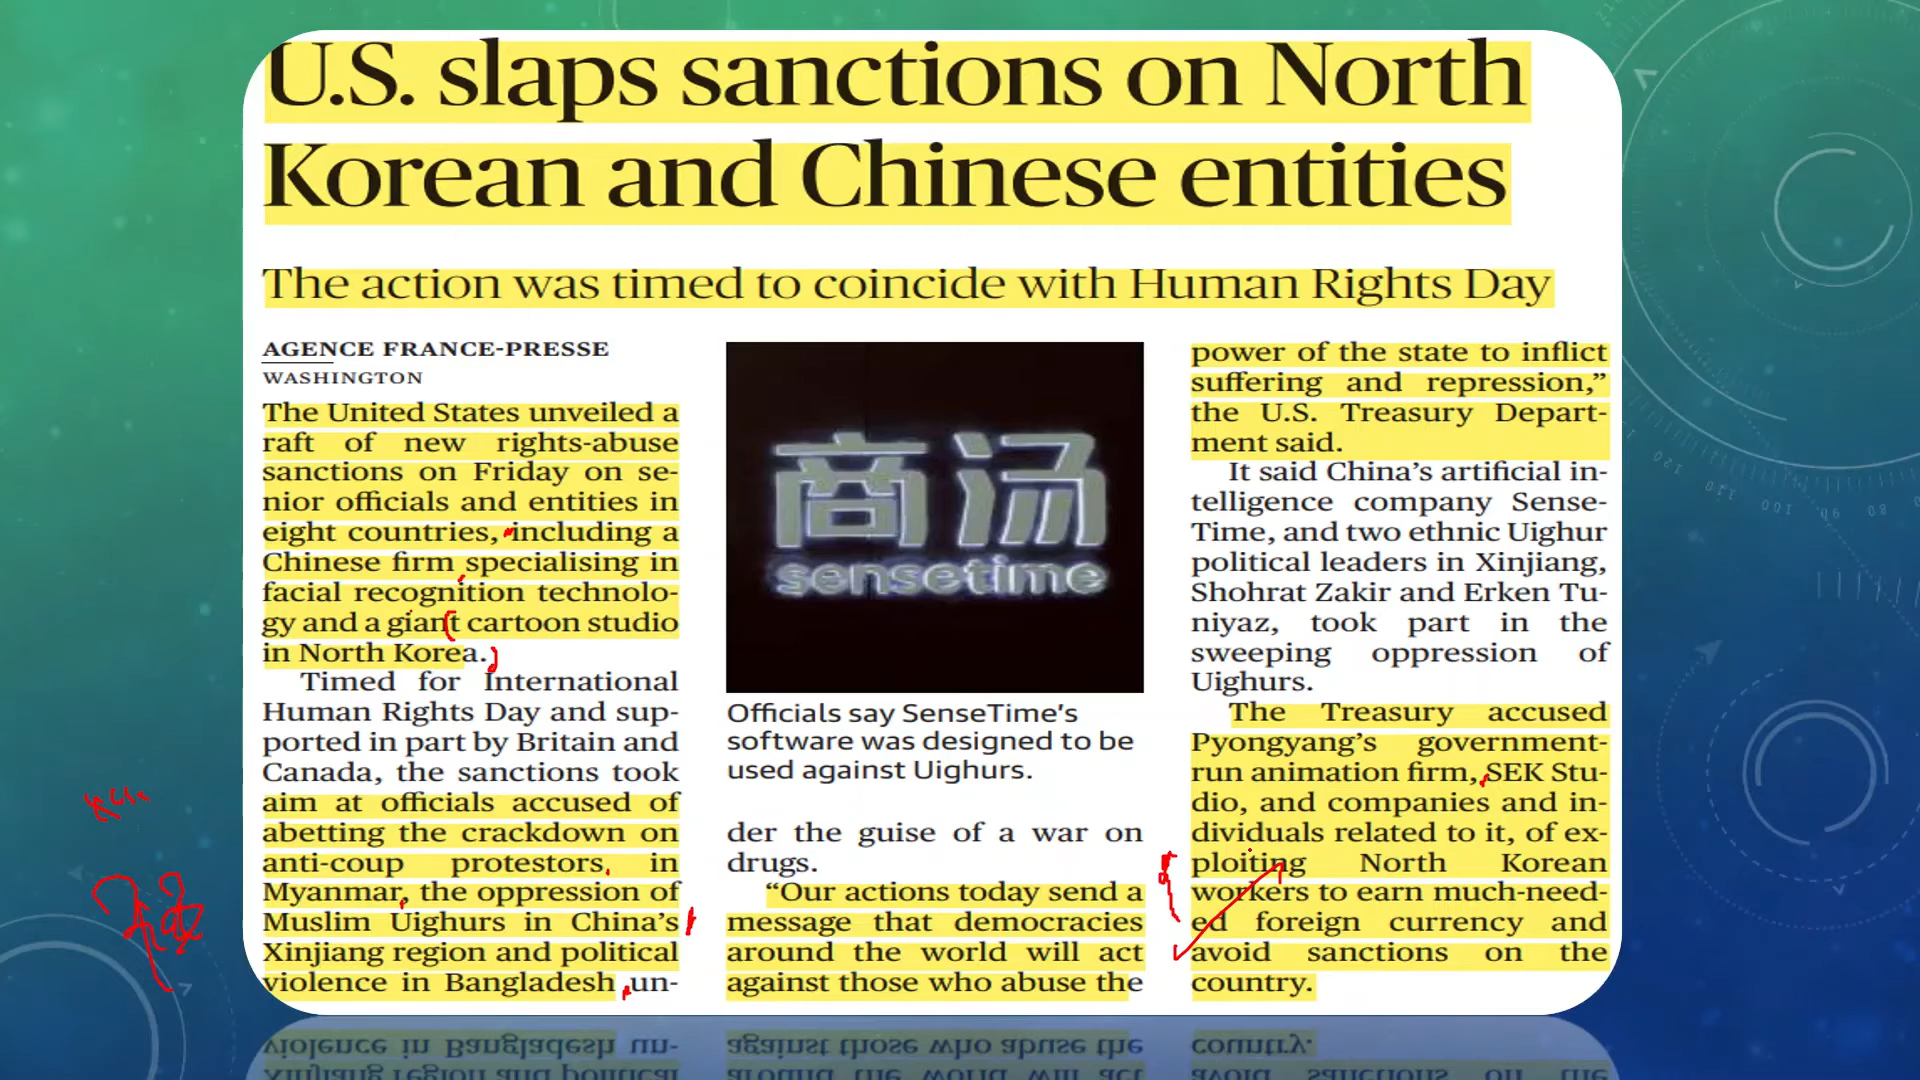 U.S. slaps sanctions on North
Korean and Chinese entities
The action was timed to coincide with Human Rights Day
AGENCE FRANCE-PRESSE
WASHINGTON
The United States unveiled a
raft of new rights-abuse
sanctions on Friday on se-
nior officials and entities in
eight countries, including a
Chinese firm specialising in
facial recognition technolo-
gy and a giant cartoon studio
in North Korea.
Timed for International
Human Rights Day and sup-
ported in part by Britain and
Canada, the sanctions took
aim at officials accused of
abetting the crackdown on
anti-coup protestors in
Myanmar, the oppression of
Muslim Uighurs in China's
Xinjiang region and political
violence in Bangladesh un-
商汤
sensetime
Officials say SenseTime's
software was designed to be
used against Uighurs.
der the guise of a war on
drugs.
“Our actions today send a
message that democracies
around the world will act
against those who abuse the
power of the state to inflict
suffering and repression,”
the U.S. Treasury Depart-
ment said.
It said China’s artificial in-
telligence company Sense-
Time, and two ethnic Uighur
political leaders in Xinjiang,
Shohrat Zakir and Erken Tu-
niyaz, took part in the
sweeping oppression of
Uighurs.
The Treasury accused
Pyongyang’s government-
run animation firm, SEK Stu-
dio, and companies and in-
dividuals related to it, of ex-
ploiting North Korean
workers to earn much-need-
ed foreign currency and
avoid sanctions on the
country.